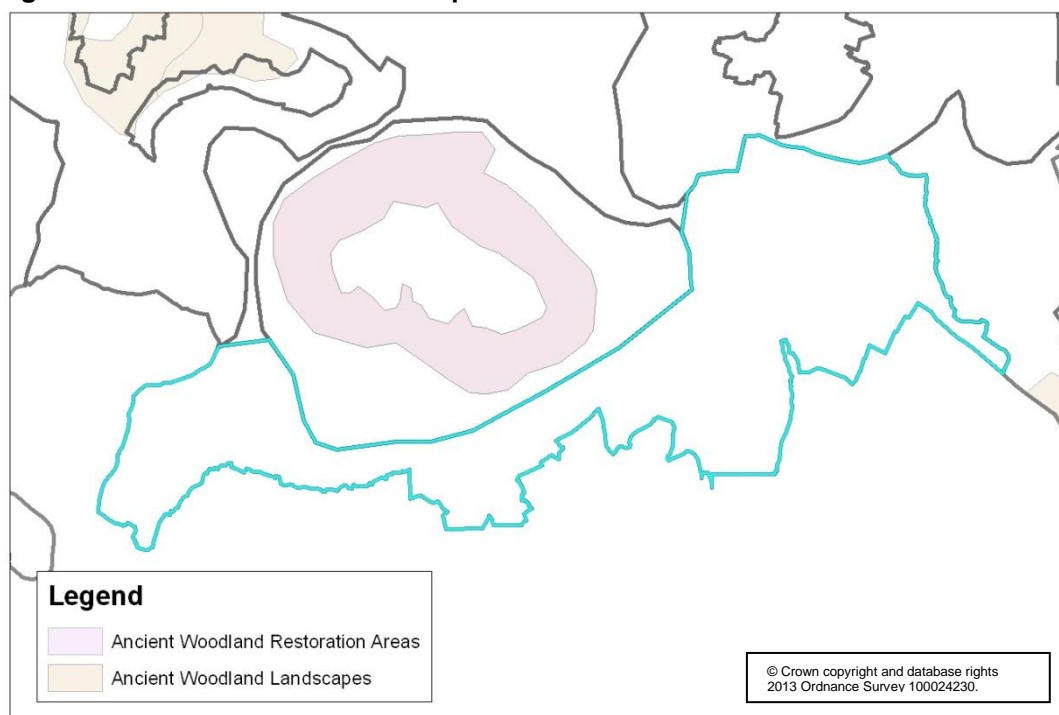 Legend
Ancient Woodland Restoration Areas
Ancient Woodland Landscapes
© Crown copyright and database rights
2013 Ordnance Survey 100024230.